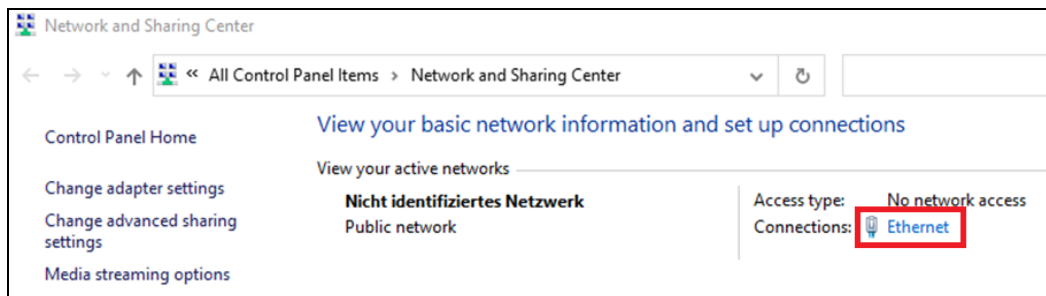 Network and Sharing Center
« All Control Panel Items › Network and Sharing Center
Control Panel Home
View your basic network information and set up connections
View your active networks
Change adapter settings
Nicht identifiziertes Netzwerk
Access type: No network access
Change advanced sharing
settings
Public network
Connections: Ethernet
Media streaming options